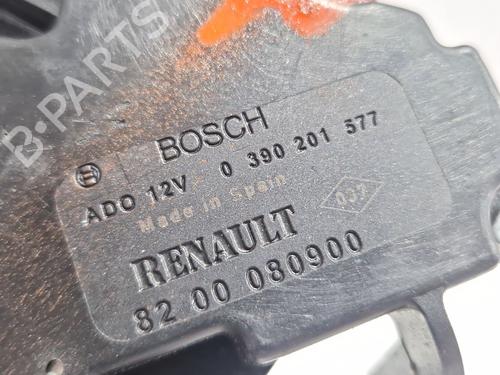 B-PARTS
BOSCH
ADO 12V 0 390 201 577
Made in Spain
RENAULT
82 00 080900